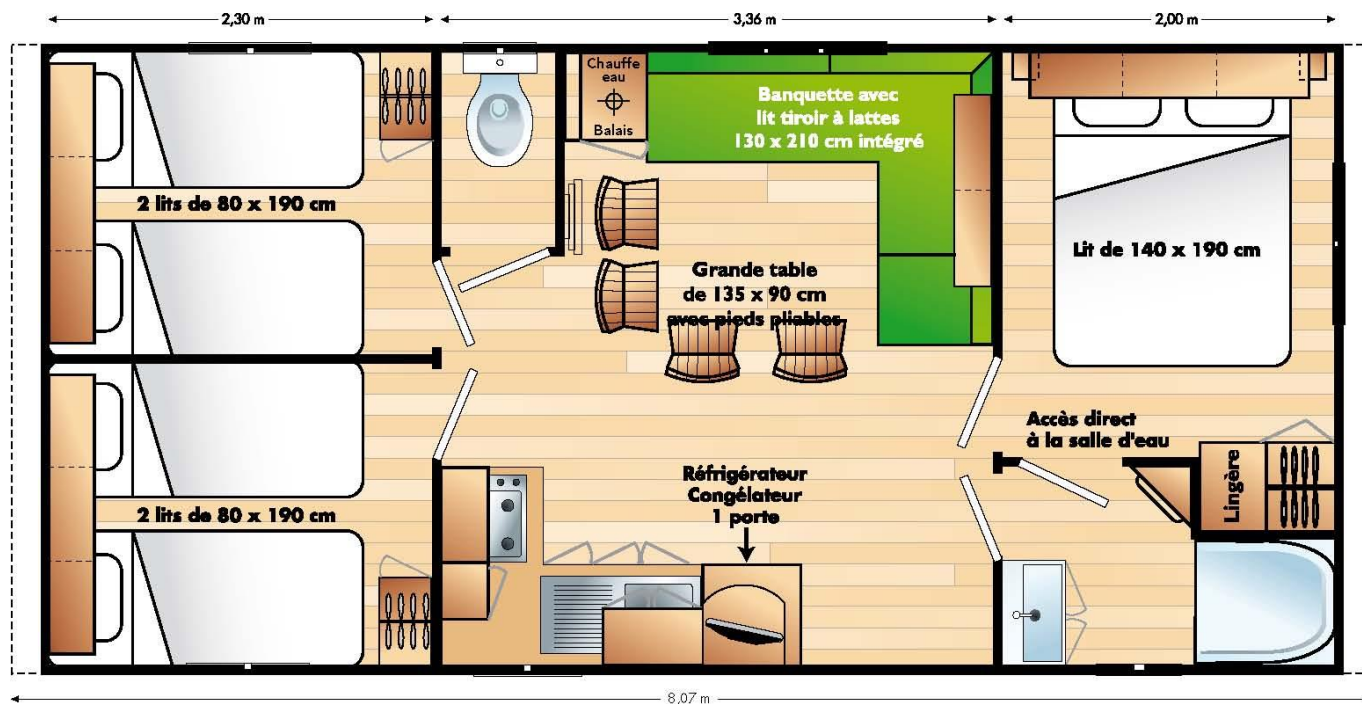 2,30 m
3,36 m
2,00 m
Chauffe
eau
Balais
Banquette avec
lit tiroir à lattes
130 x 210 cm intégré
2 lits de 80 x 190 cm
Lit de 140 x 190 cm
Grande table
de 135 x 90 cm
avec pieds pliables
Accès direct
à la salle d'eau
Lingère
Réfrigérateur
Congélateur
1 porte
2 lits de 80 x 190 cm
8,07 m